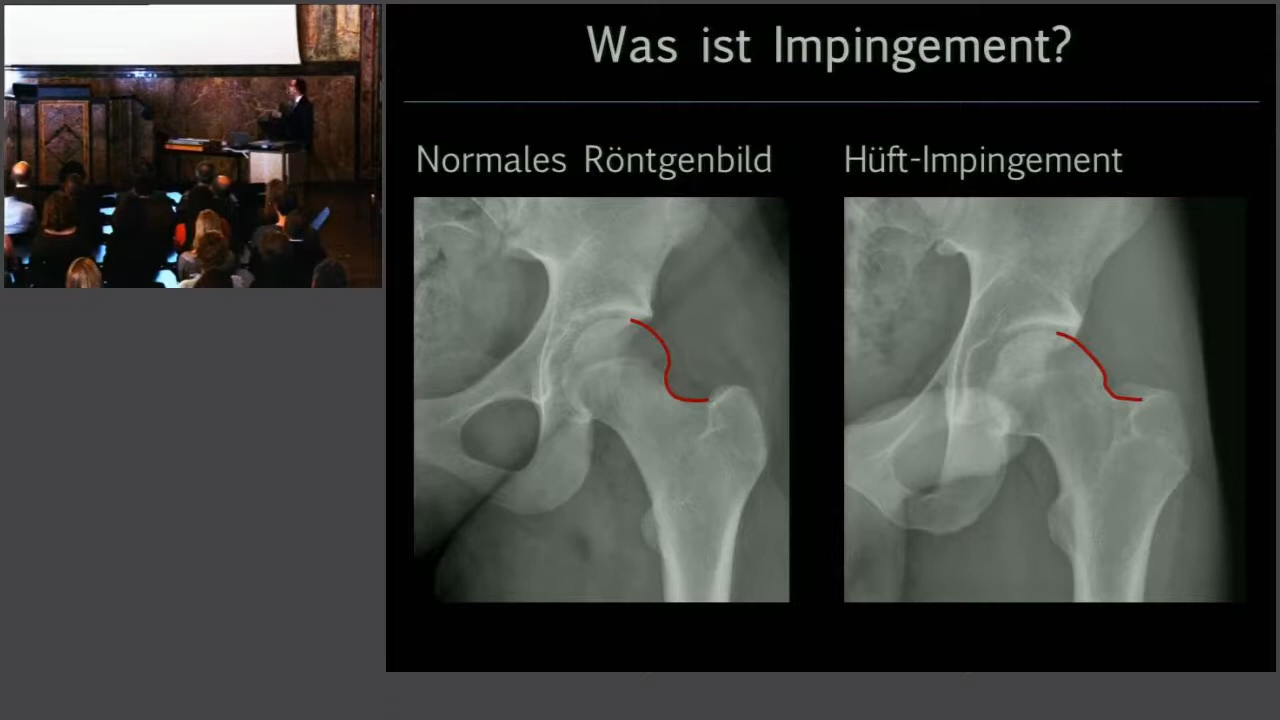 Was ist Impingement?
Normales Röntgenbild
Hüft-Impingement